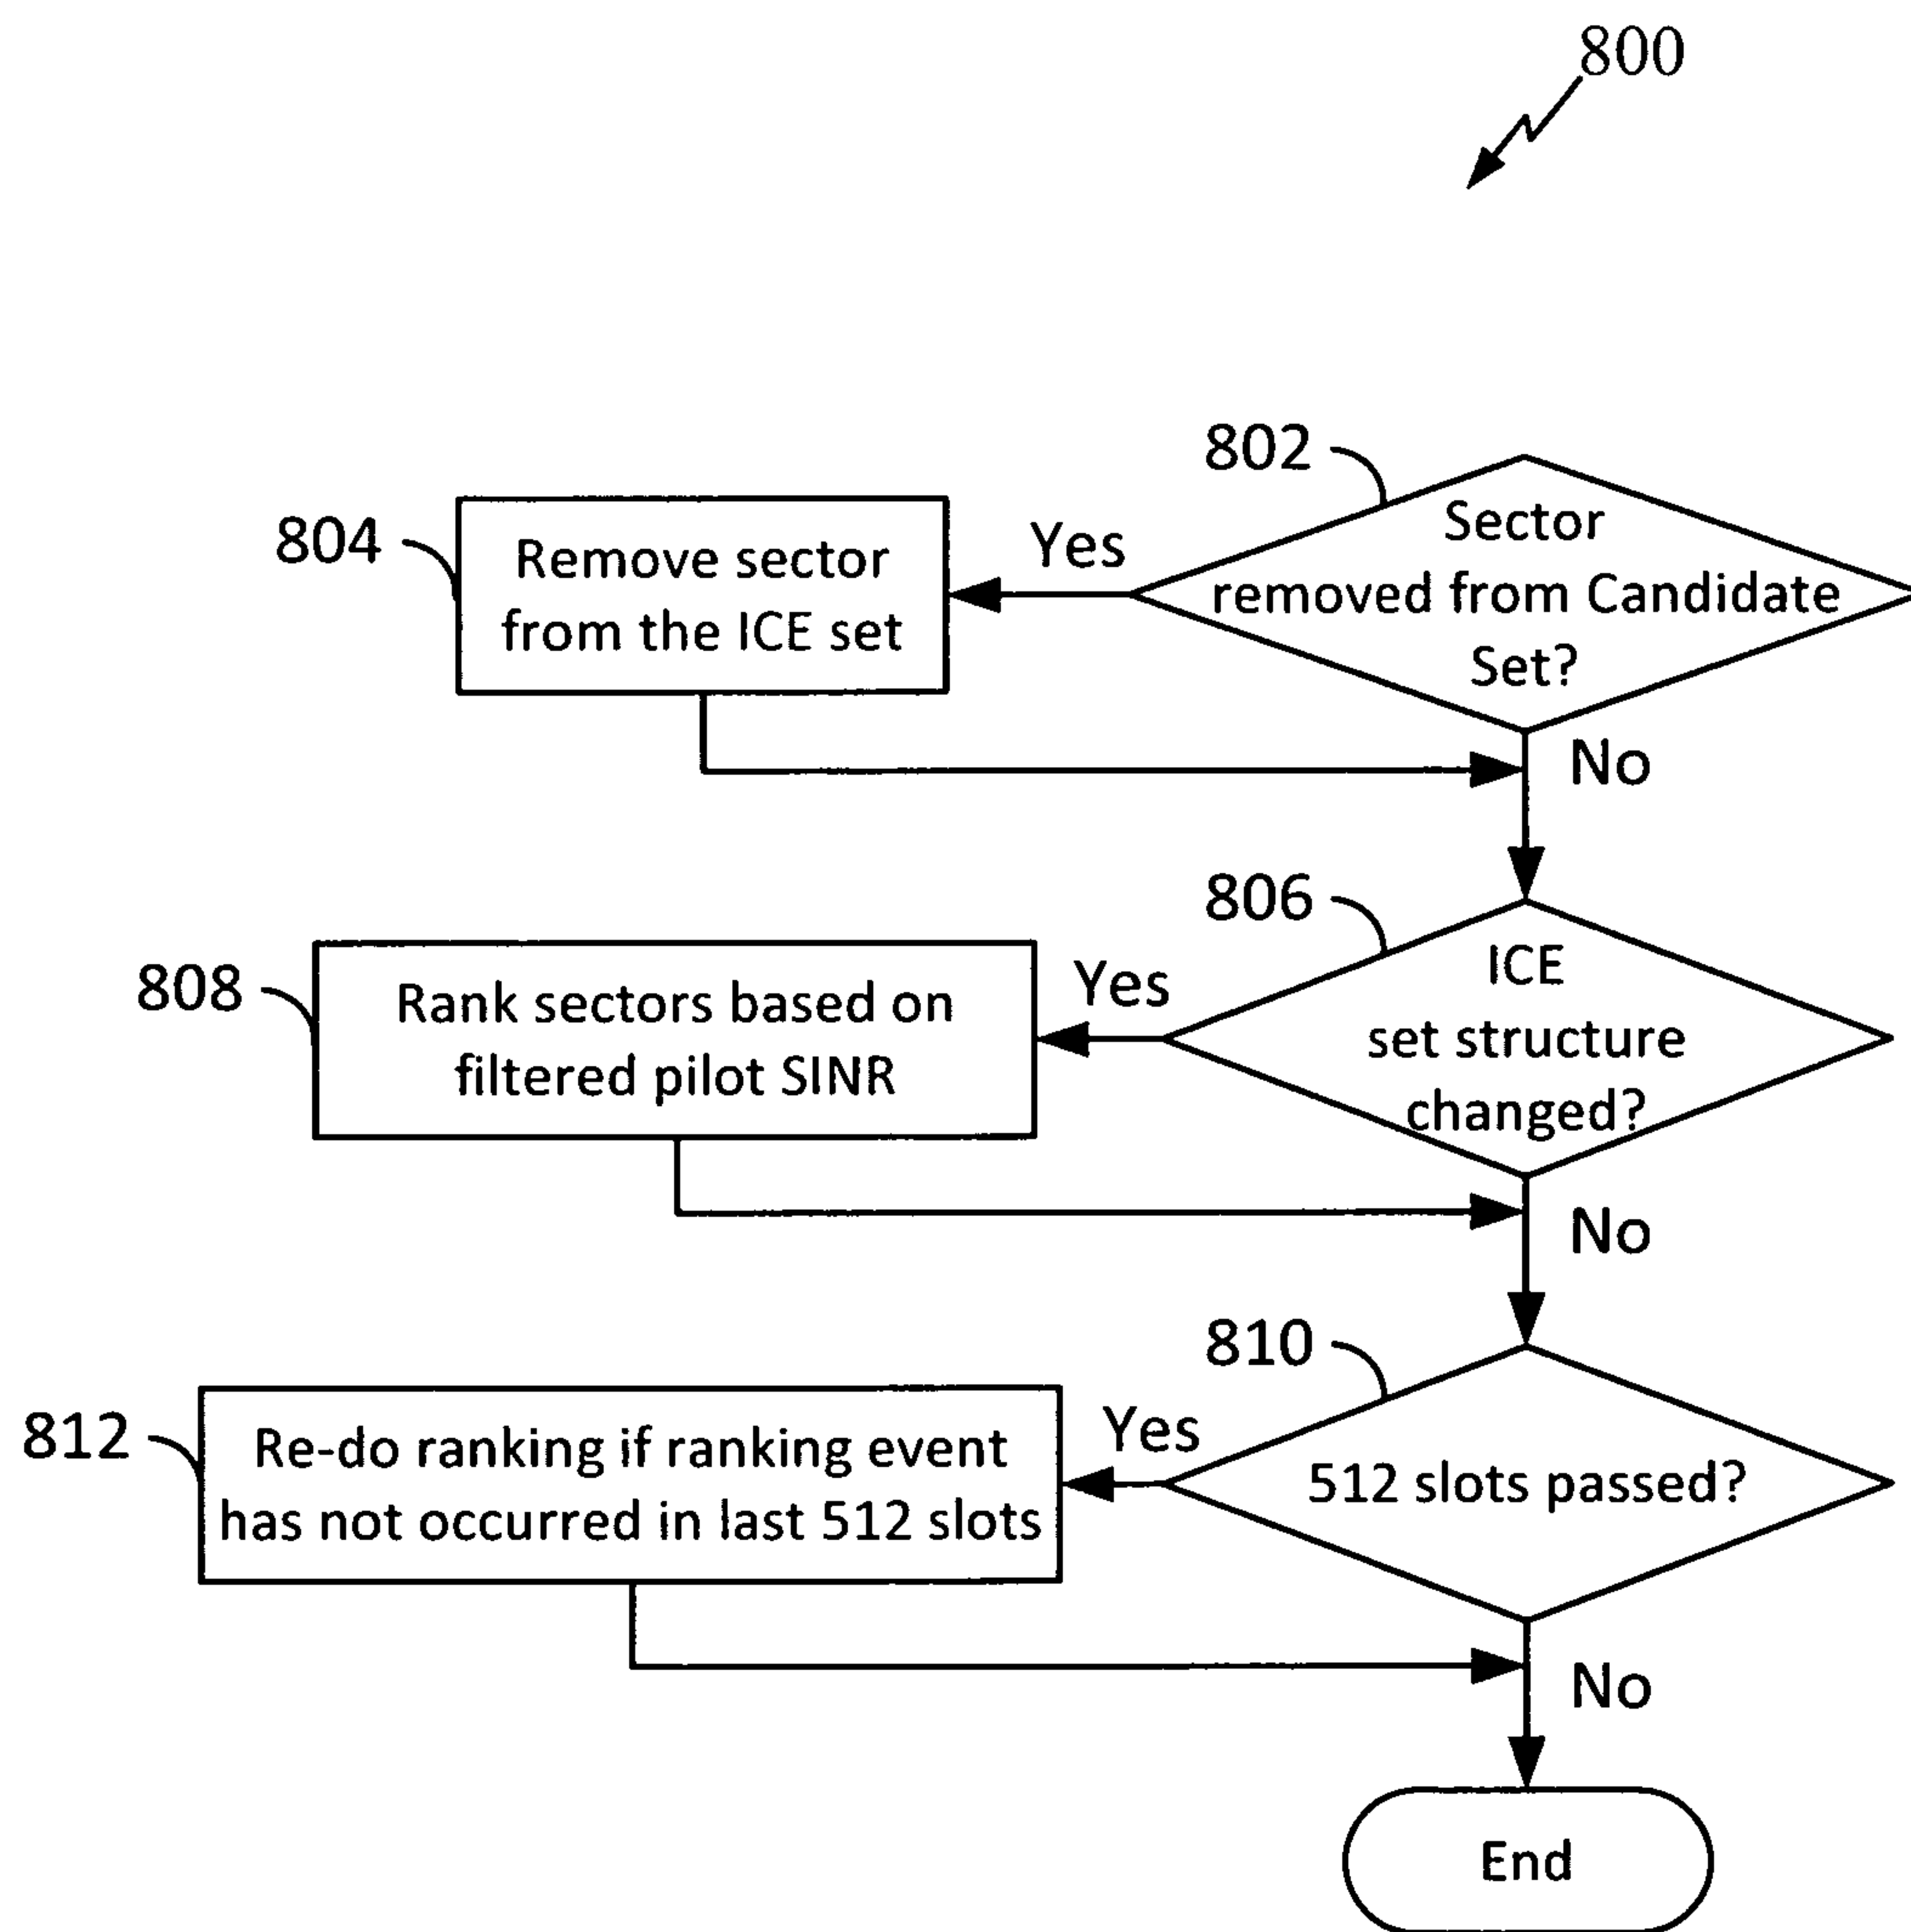 800
802
Sector
removed from Candidate
Set?
Yes
804
Remove sector
from the ICE set
No
806
ICE
set structure
changed?
Yes
808
Rank sectors based on
filtered pilot SINR
No
810
512 slots passed?
Yes
812
Re-do ranking if ranking event
has not occurred in last 512 slots
No
End